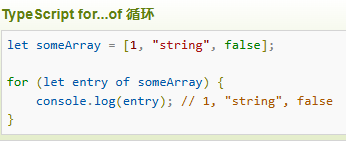 TypeScript for...of 循环
let someArray = [1, "string", false];
for (let entry of someArray) {
    console.log(entry); // 1, "string", false
}